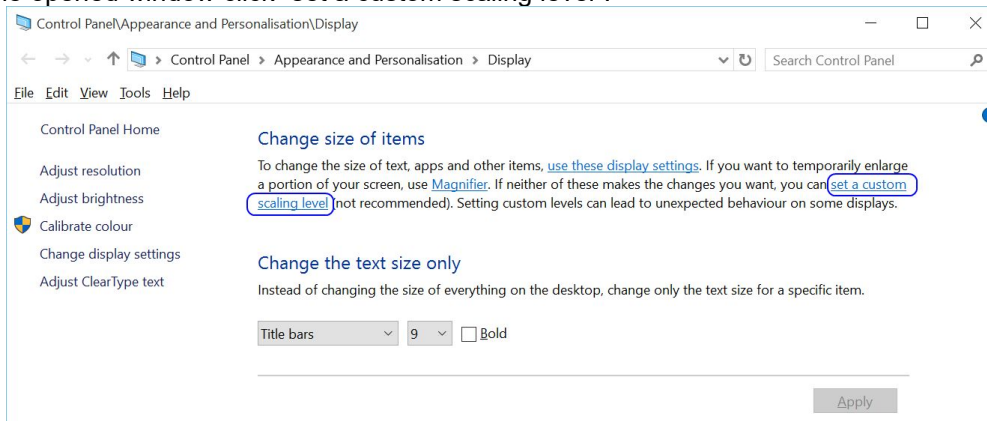 Control Panel\Appearance and Personalisation\Display
Control Panel > Appearance and Personalisation > Display
Search Control Panel
File Edit View Tools Help
Control Panel Home
Adjust resolution
Adjust brightness
Calibrate colour
Change display settings
Adjust ClearType text
Change size of items
To change the size of text, apps and other items, use these display settings. If you want to temporarily enlarge
a portion of your screen, use Magnifier. If neither of these makes the changes you want, you can set a custom
scaling level (not recommended). Setting custom levels can lead to unexpected behaviour on some displays.
Change the text size only
Instead of changing the size of everything on the desktop, change only the text size for a specific item.
Title bars 9 Bold
Apply